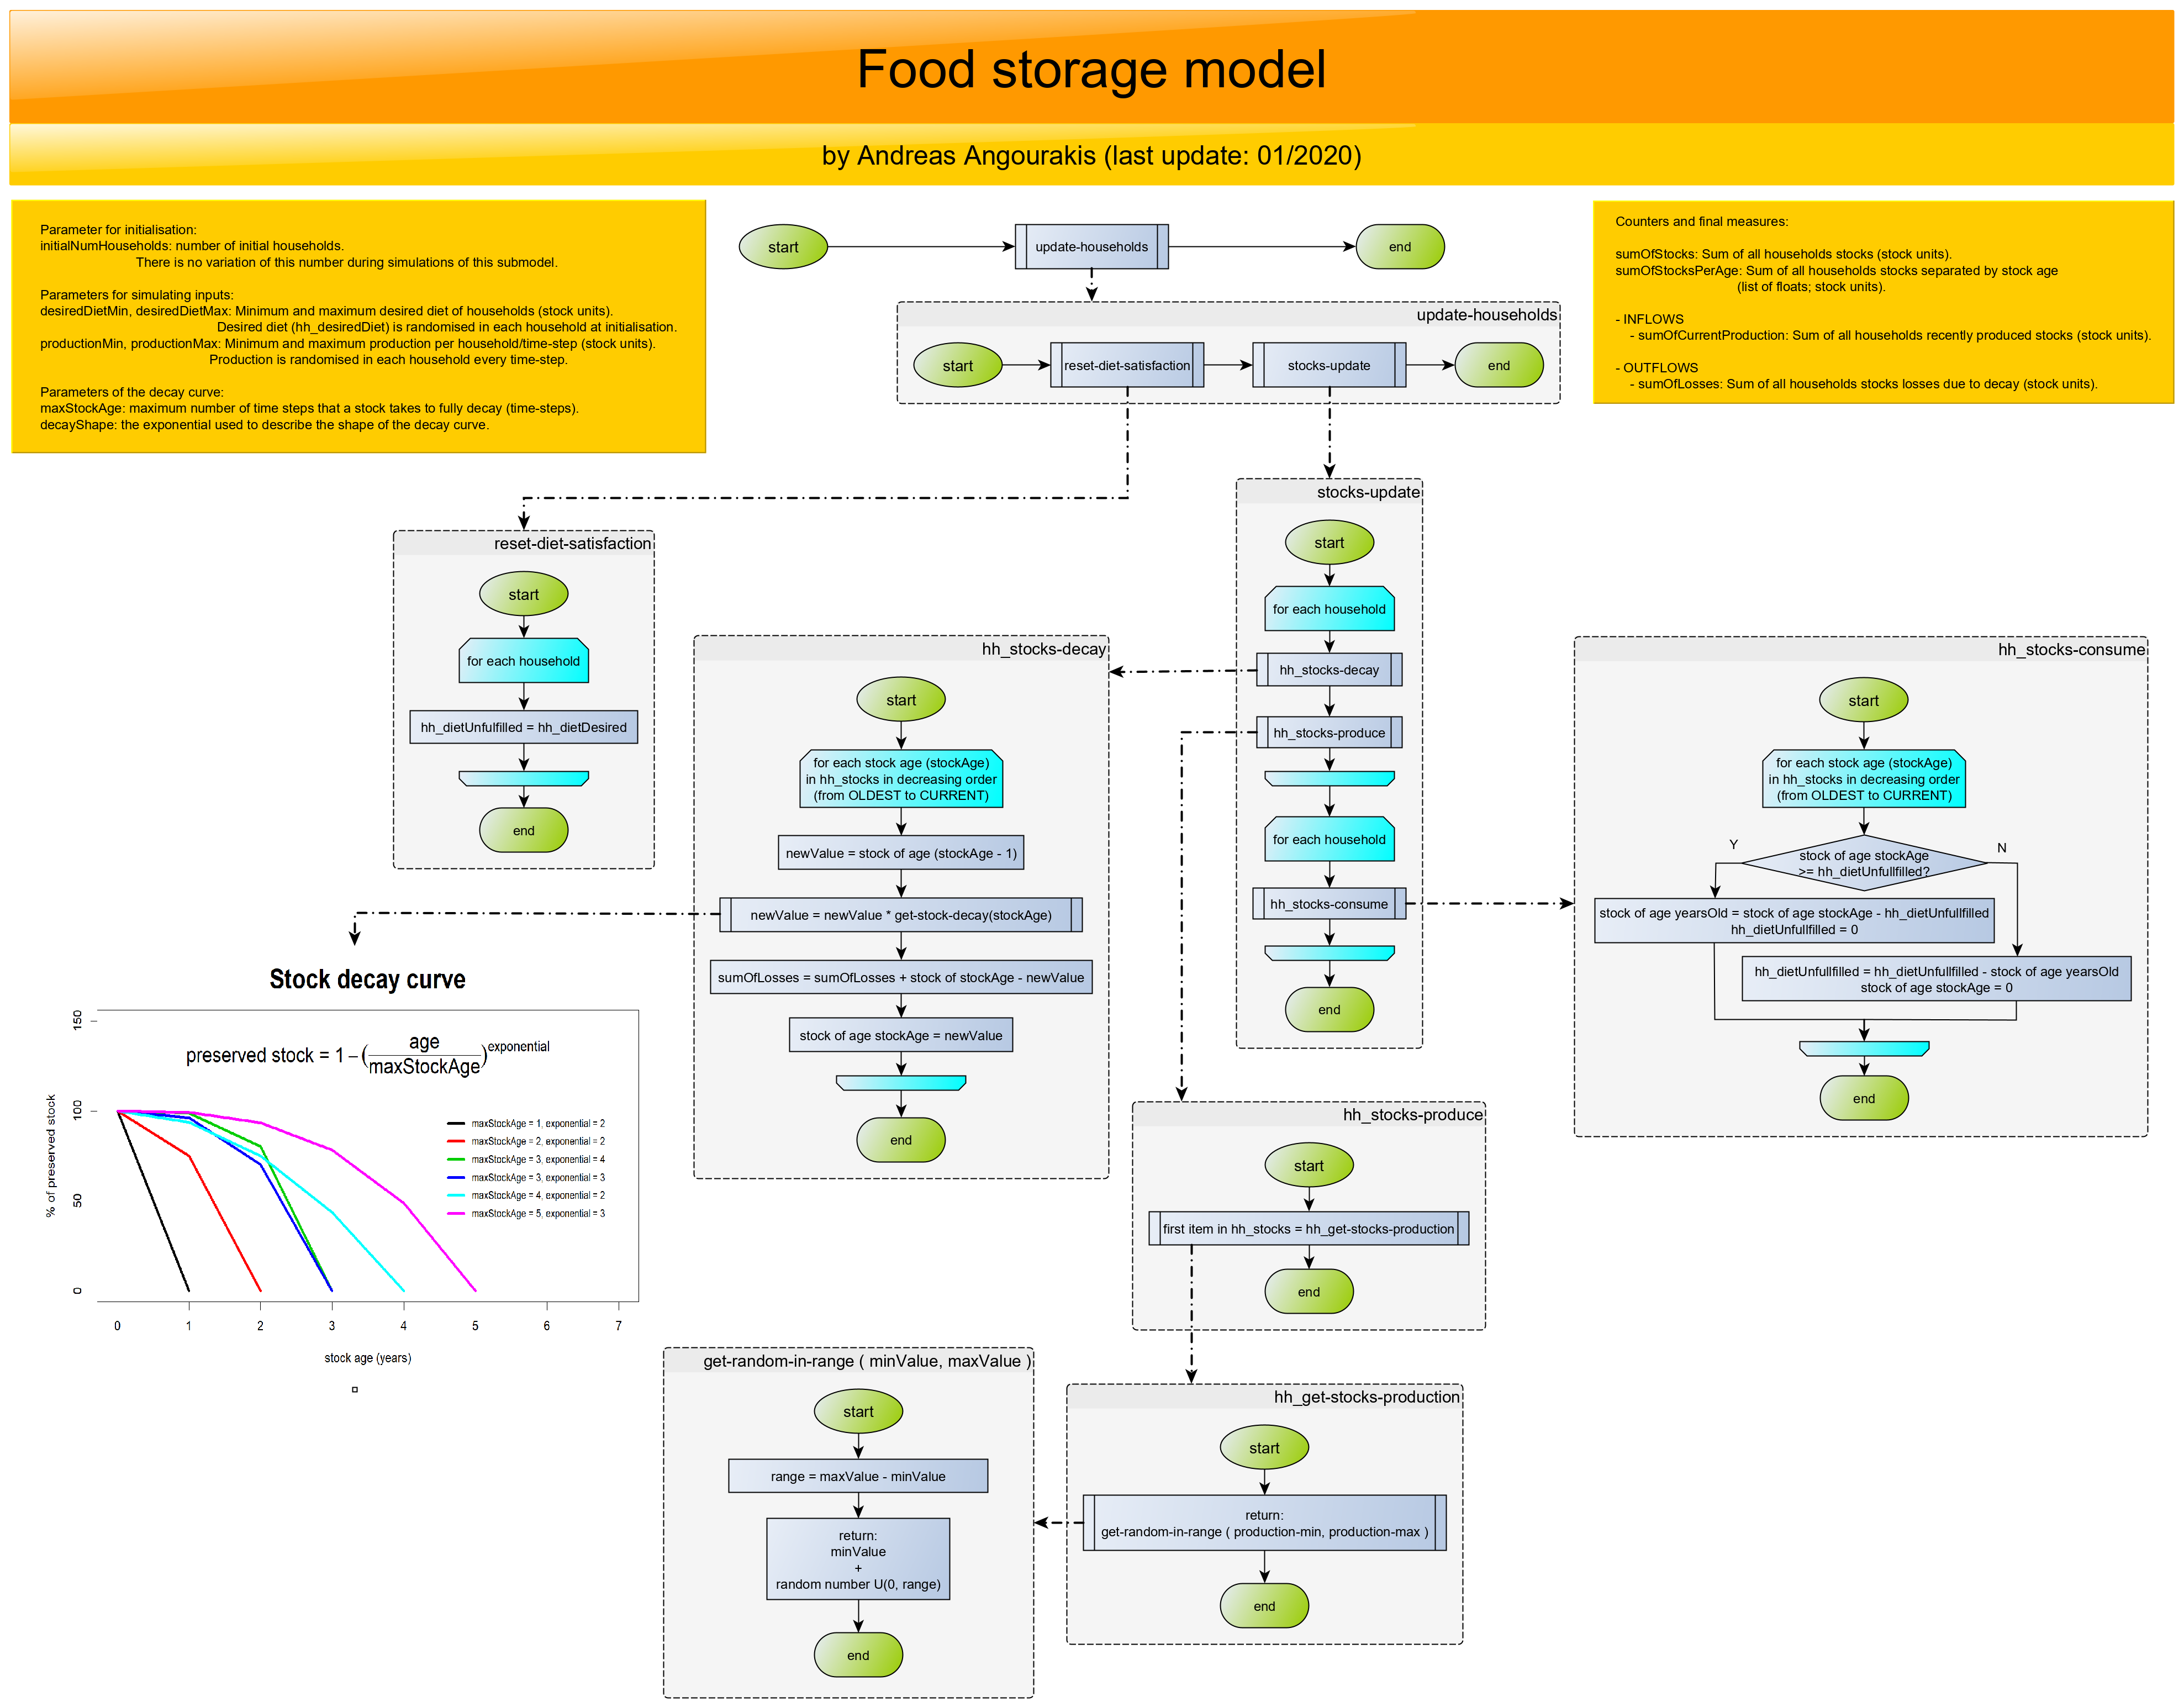 Food storage model
by Andreas Angourakis (last update: 01/2020)
Parameter for initialisation:
initialNumHouseholds: number of initial households.
There is no variation of this number during simulations of this submodel.
Parameters for simulating inputs:
desiredDietMin, desiredDietMax: Minimum and maximum desired diet of households (stock units).
Desired diet (hh_desiredDiet) is randomised in each household at initialisation.
productionMin, productionMax: Minimum and maximum production per household/time-step (stock units).
Production is randomised in each household every time-step.
Parameters of the decay curve:
maxStockAge: maximum number of time steps that a stock takes to fully decay (time-steps).
decayShape: the exponential used to describe the shape of the decay curve.
start
update-households
end
Counters and final measures:
sumOfStocks: Sum of all households stocks (stock units).
sumOfStocksPerAge: Sum of all households stocks separated by stock age
(list of floats; stock units).
- INFLOWS
- sumOfCurrentProduction: Sum of all households recently produced stocks (stock units).
- OUTFLOWS
- sumOfLosses: Sum of all households stocks losses due to decay (stock units).
update-households
start
reset-diet-satisfaction
stocks-update
end
reset-diet-satisfaction
start
for each household
hh_dietUnfulfilled = hh_dietDesired
end
stocks-update
start
for each household
hh_stocks-decay
hh_stocks-produce
for each household
hh_stocks-consume
end
hh_stocks-decay
start
for each stock age (stockAge)
in hh_stocks in decreasing order
(from OLDEST to CURRENT)
newValue = stock of age (stockAge - 1)
newValue = newValue * get-stock-decay(stockAge)
sumOfLosses = sumOfLosses + stock of stockAge - newValue
stock of age stockAge = newValue
end
hh_stocks-consume
start
for each stock age (stockAge)
in hh_stocks in decreasing order
(from OLDEST to CURRENT)
stock of age stockAge
>= hh_dietUnfullfilled?
Y
N
stock of age yearsOld = stock of age stockAge - hh_dietUnfullfilled
hh_dietUnfullfilled = 0
hh_dietUnfullfilled = hh_dietUnfullfilled - stock of age yearsOld
stock of age stockAge = 0
end
Stock decay curve
preserved stock = 1 – (age / maxStockAge)exponential
% of preserved stock
150
100
50
0
maxStockAge = 1, exponential = 2
maxStockAge = 2, exponential = 2
maxStockAge = 3, exponential = 4
maxStockAge = 3, exponential = 3
maxStockAge = 4, exponential = 2
maxStockAge = 5, exponential = 3
0 1 2 3 4 5 6 7
stock age (years)
hh_stocks-produce
start
first item in hh_stocks = hh_get-stocks-production
end
get-random-in-range ( minValue, maxValue )
start
range = maxValue - minValue
return:
minValue
+
random number U(0, range)
end
hh_get-stocks-production
start
return:
get-random-in-range ( production-min, production-max )
end